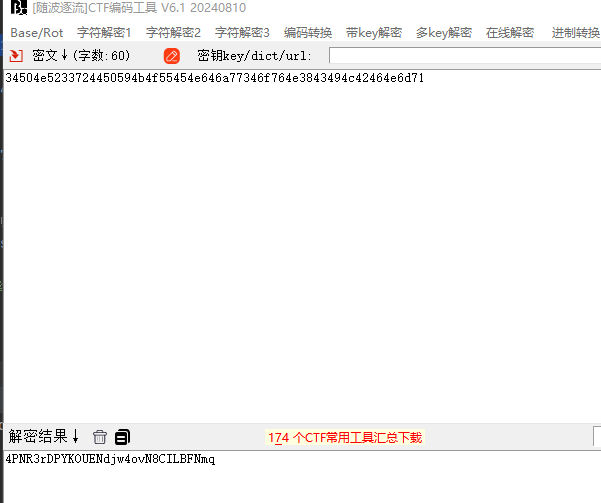 [随波逐流]CTF编码工具 V6.1 20240810
Base/Rot 字符解密1 字符解密2 字符解密3 编码转换 带key解密 多key解密 在线解密 进制转换
密文↓(字数:60) 密钥key/dict/url:
34504e5233724450594b4f55454e646a77346f764e3843494c42464e6d71
解密结果↓ 174 个CTF常用工具汇总下载
4PNR3rDPYKOUENdjw4ovN8CILBFNmq